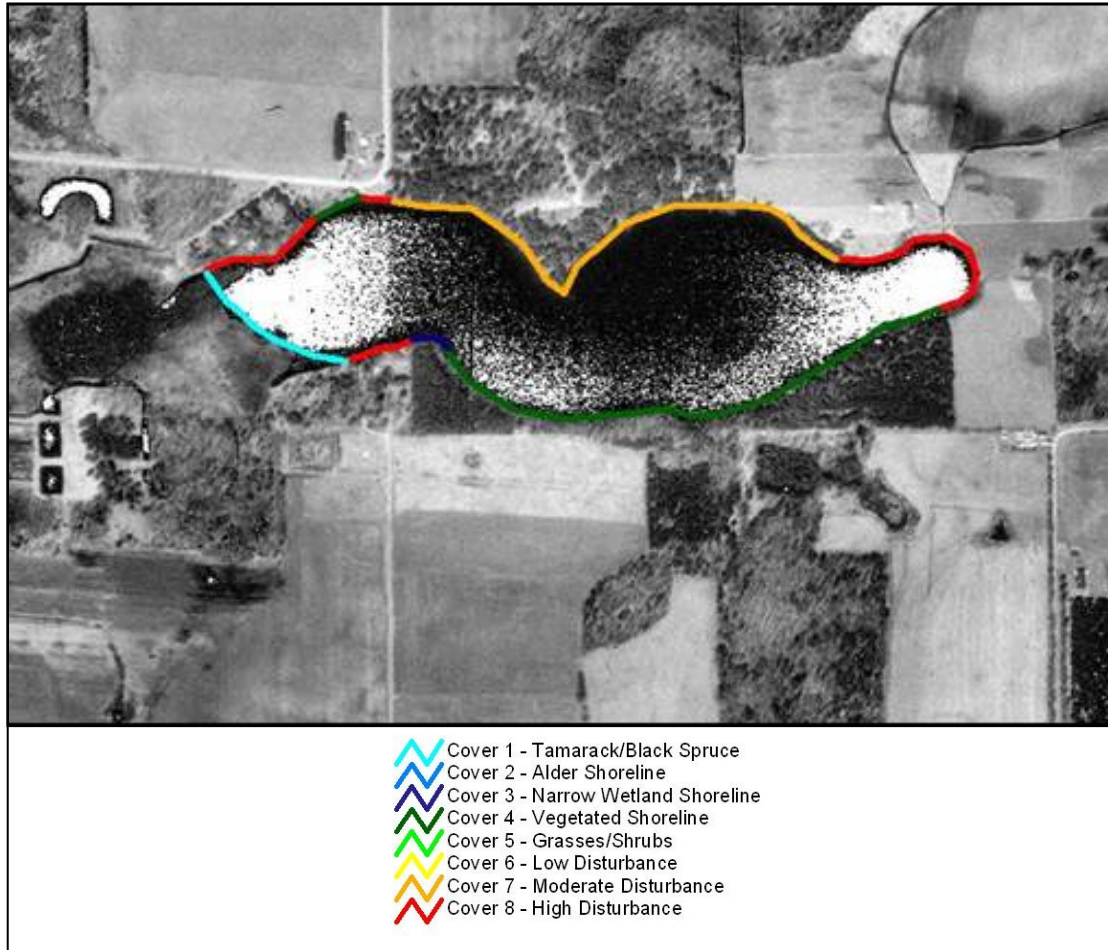 Cover 1 - Tamarack/Black Spruce
Cover 2 - Alder Shoreline
Cover 3 - Narrow Wetland Shoreline
Cover 4 - Vegetated Shoreline
Cover 5 - Grasses/Shrubs
Cover 6 - Low Disturbance
Cover 7 - Moderate Disturbance
Cover 8 - High Disturbance